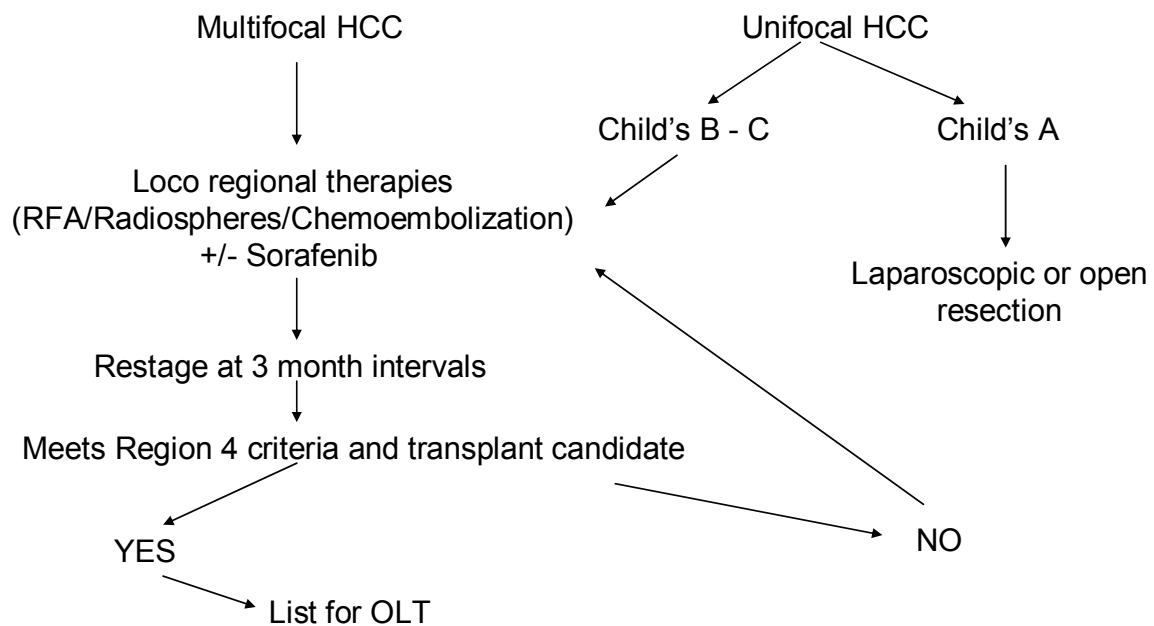 Multifocal HCC
Unifocal HCC
Child's B - C
Child's A
Loco regional therapies
(RFA/Radiospheres/Chemoembolization)
+/- Sorafenib
Laparoscopic or open
resection
Restage at 3 month intervals
Meets Region 4 criteria and transplant candidate
YES
NO
List for OLT